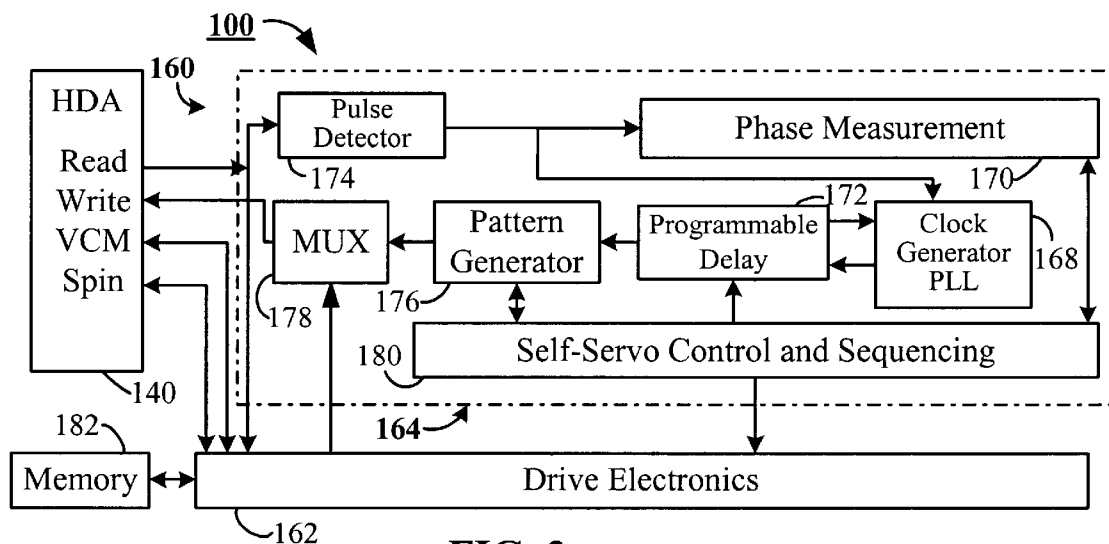 100
160
HDA
Read
Write
VCM
Spin
140
Pulse
Detector
174
Phase Measurement
170
172
MUX
178
Pattern
Generator
176
Programmable
Delay
Clock
Generator
PLL
168
Self-Servo Control and Sequencing
180
164
182
Memory
Drive Electronics
162